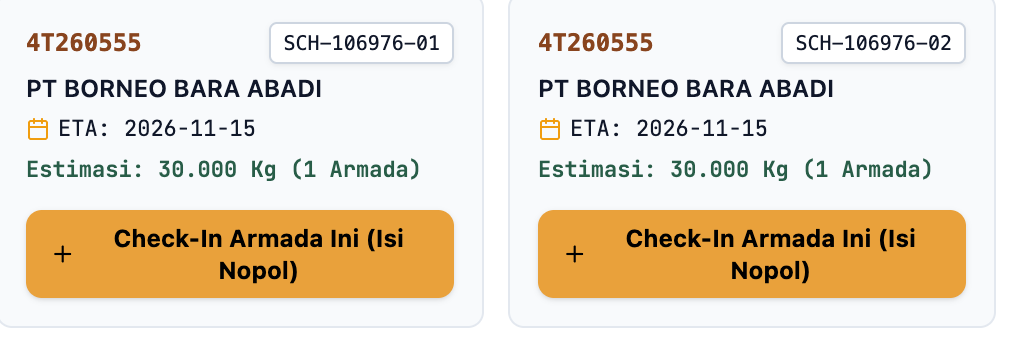 4T260555
SCH-106976-01
PT BORNEO BARA ABADI
ETA: 2026-11-15
Estimasi: 30.000 Kg (1 Armada)
+ Check-In Armada Ini (Isi
Nopol)
4T260555
SCH-106976-02
PT BORNEO BARA ABADI
ETA: 2026-11-15
Estimasi: 30.000 Kg (1 Armada)
+ Check-In Armada Ini (Isi
Nopol)